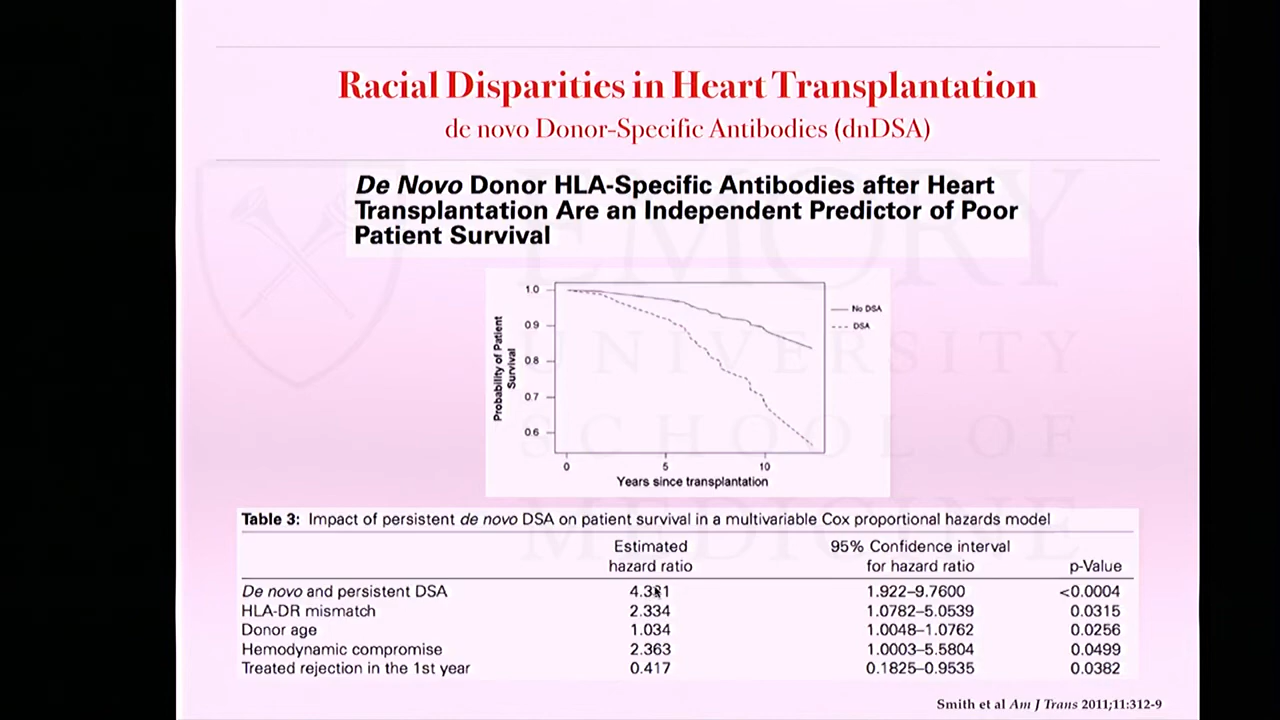 Racial Disparities in Heart Transplantation
de novo Donor-Specific Antibodies (dnDSA)
De Novo Donor HLA-Specific Antibodies after Heart
Transplantation Are an Independent Predictor of Poor
Patient Survival
Probability of Patient
Survival
1.0
0.9
0.8
0.7
0.6
0 5 10
Years since transplantation
No DSA
DSA
EMORY
UNIVERSITY
SCHOOL OF
MEDICINE
Table 3: Impact of persistent de novo DSA on patient survival in a multivariable Cox proportional hazards model
Estimated 95% Confidence interval
hazard ratio for hazard ratio p-Value
De novo and persistent DSA 1.922–9.7600 <0.0004
HLA-DR mismatch 2.334 1.0782–5.0539 0.0315
Donor age 1.034 1.0048–1.0762 0.0256
Hemodynamic compromise 2.363 1.0003–5.5804 0.0499
Treated rejection in the 1st year 0.417 0.1825–0.9535 0.0382
Smith et al Am J Trans 2011;11:312-9